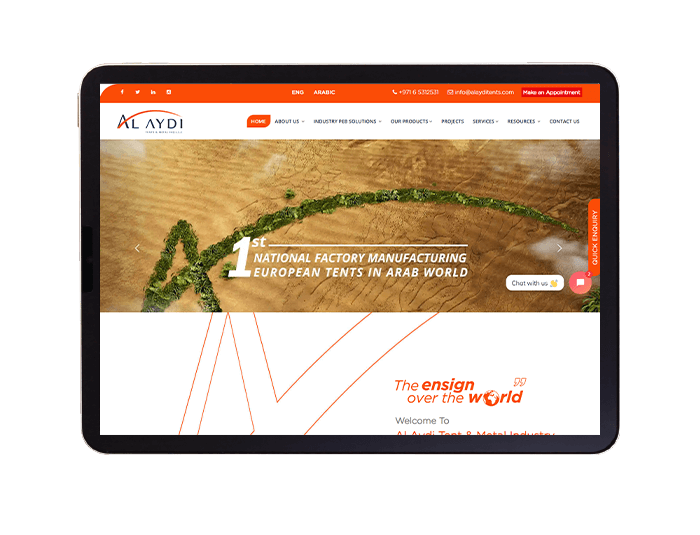 ENG ARABIC +971 6 5312531 info@alaydltents.com Make an Appointment
AL AYDI
HOME ABOUT US INDUSTRY PEB SOLUTIONS OUR PRODUCTS PROJECTS SERVICES RESOURCES CONTACT US
QUICK ENQUIRY
1st
NATIONAL FACTORY MANUFACTURING
EUROPEAN TENTS IN ARAB WORLD
Chat with us
The ensign
over the world
Welcome To
Al Aydi Tent & Metal Industry